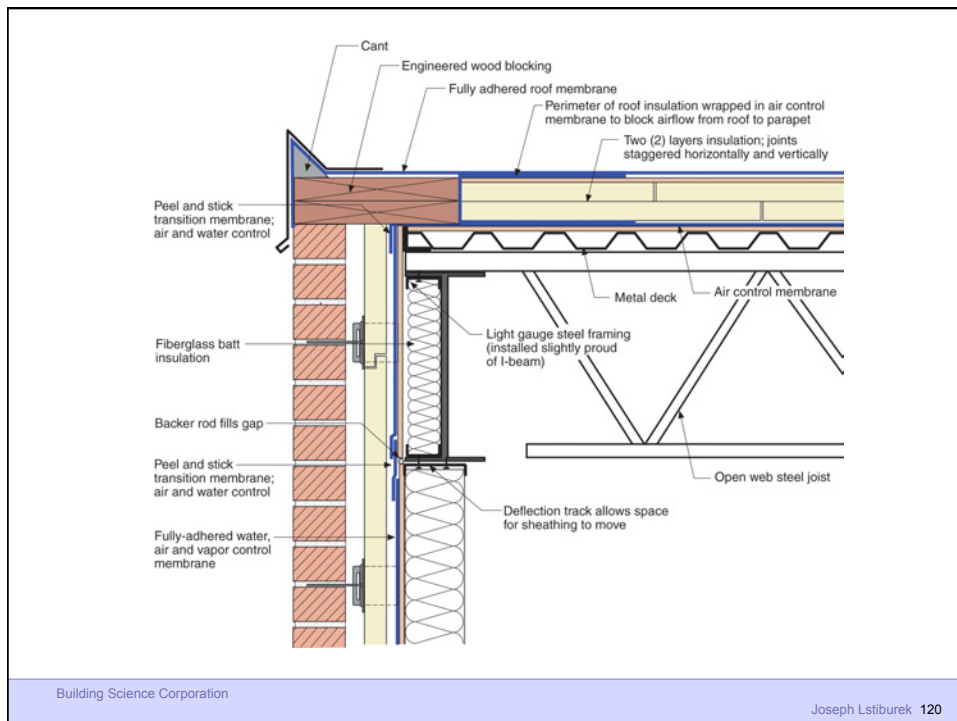 Cant
Engineered wood blocking
Fully adhered roof membrane
Perimeter of roof insulation wrapped in air control
membrane to block airflow from roof to parapet
Two (2) layers insulation; joints
staggered horizontally and vertically
Peel and stick
transition membrane;
air and water control
Metal deck
Air control membrane
Fiberglass batt
insulation
Light gauge steel framing
(installed slightly proud
of I-beam)
Backer rod fills gap
Peel and stick
transition membrane;
air and water control
Open web steel joist
Deflection track allows space
for sheathing to move
Fully-adhered water,
air and vapor control
membrane
Building Science Corporation
Joseph Lstiburek 120